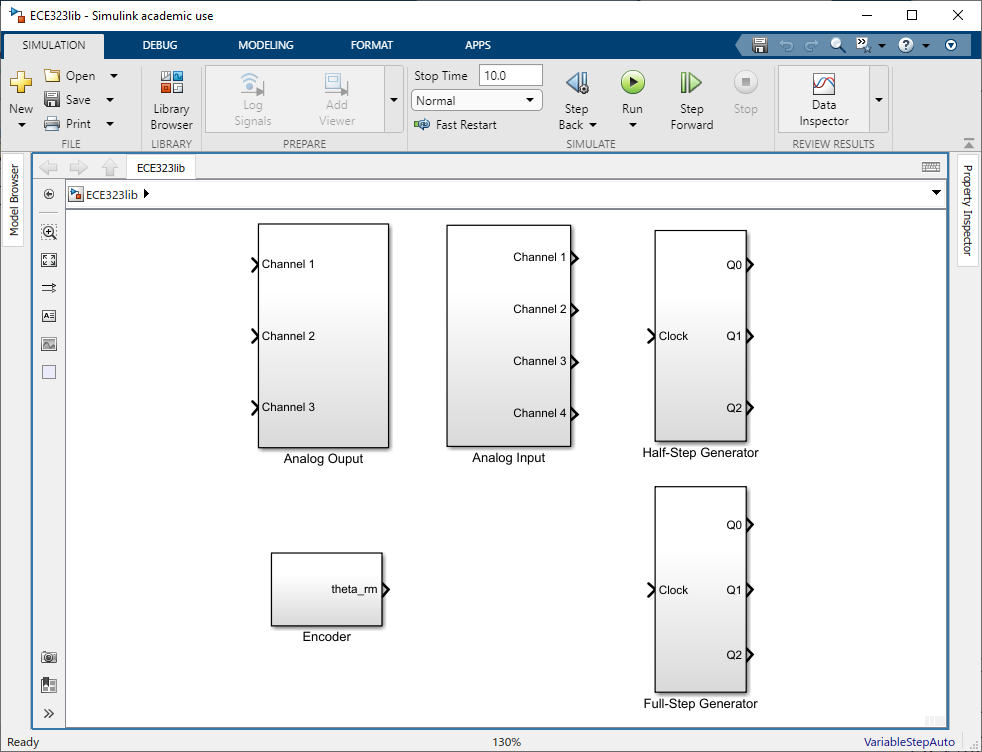 ECE323lib - Simulink academic use
SIMULATION DEBUG MODELING FORMAT APPS
New
Open
Save
Print
FILE
Library
Browser
LIBRARY
Log
Signals
Add
Viewer
PREPARE
Stop Time 10.0
Normal
Fast Restart
Step
Back
Run
Step
Forward
Stop
SIMULATE
Data
Inspector
REVIEW RESULTS
Model Browser
ECE323lib
ECE323lib
Property Inspector
Channel 1
Channel 2
Channel 3
Analog Ouput
Channel 1
Channel 2
Channel 3
Channel 4
Analog Input
Clock
Q0
Q1
Q2
Half-Step Generator
theta_rm
Encoder
Clock
Q0
Q1
Q2
Full-Step Generator
Ready 130% VariableStepAuto